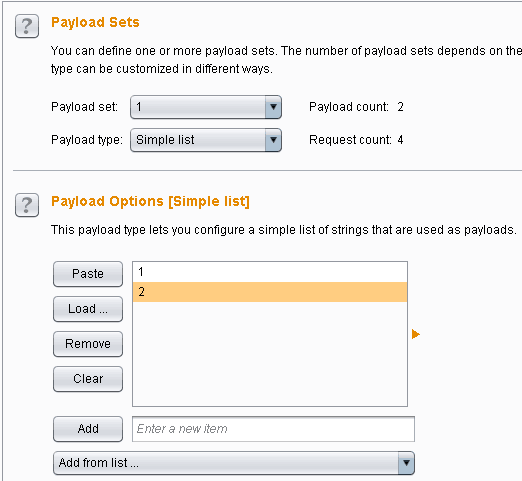 ?
Payload Sets
You can define one or more payload sets. The number of payload sets depends on the
type can be customized in different ways.
Payload set: 1 Payload count: 2
Payload type: Simple list Request count: 4
?
Payload Options [Simple list]
This payload type lets you configure a simple list of strings that are used as payloads.
Paste
Load ...
Remove
Clear
1
2
Add
Enter a new item
Add from list ...